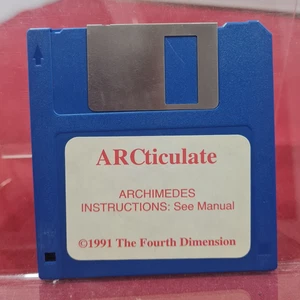 ARCticulate
ARCHIMEDES
INSTRUCTIONS: See Manual
©1991 The Fourth Dimension